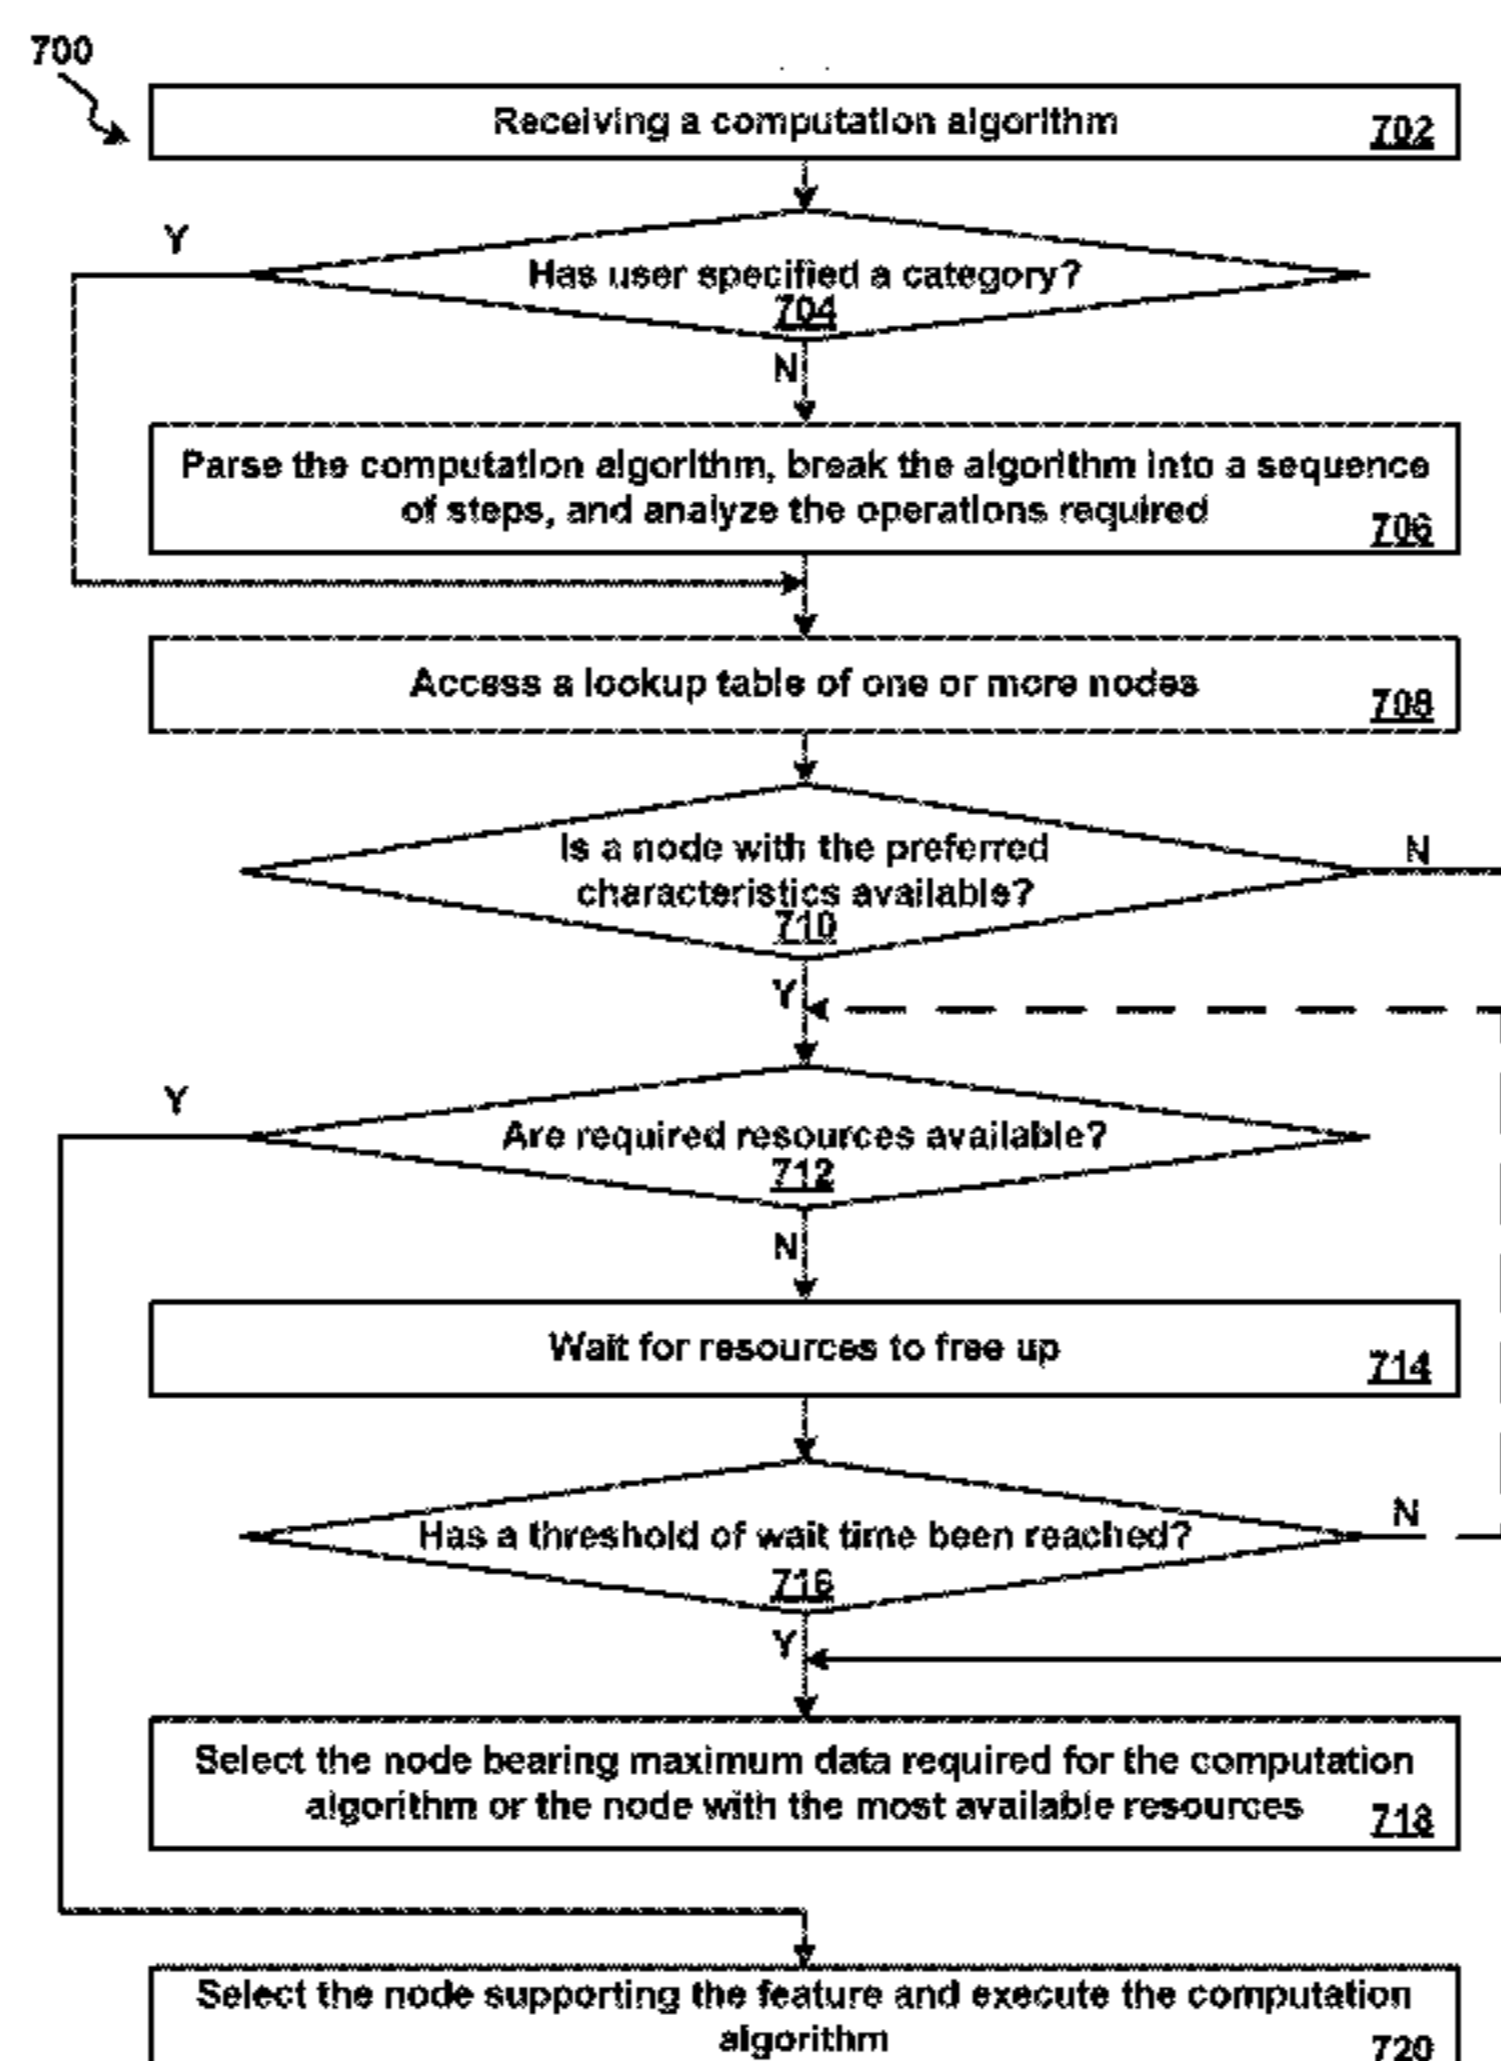 700
Receiving a computation algorithm
702
Y
Has user specified a category?
704
N
Parse the computation algorithm, break the algorithm into a sequence
of steps, and analyze the operations required
706
Access a lookup table of one or more nodes
708
Is a node with the preferred
characteristics available?
710
N
Y
Y
Are required resources available?
712
N
Wait for resources to free up
714
Has a threshold of wait time been reached?
716
N
Y
Select the node bearing maximum data required for the computation
algorithm or the node with the most available resources
718
Select the node supporting the feature and execute the computation
algorithm
720